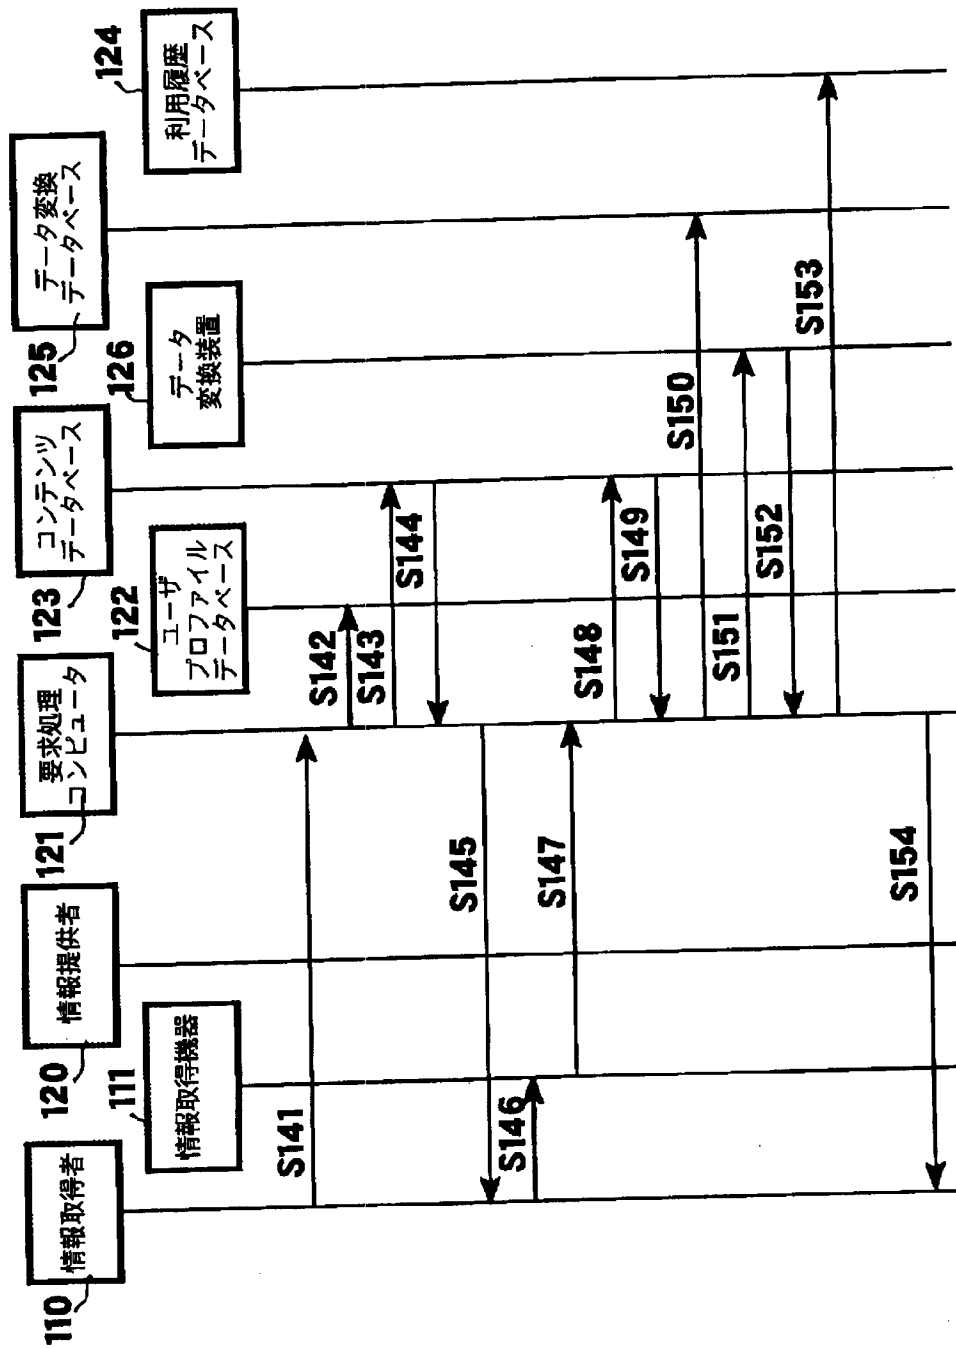 110
情報取得者
111
情報取得機器
120
情報提供者
121
要求処理
コンピュータ
122
ユーザ
プロファイル
データベース
123
コンテンツ
データベース
126
データ
変換装置
125
データ変換
データベース
124
利用履歴
データベース
S141
S142
S143
S144
S145
S146
S147
S148
S149
S150
S151
S152
S153
S154